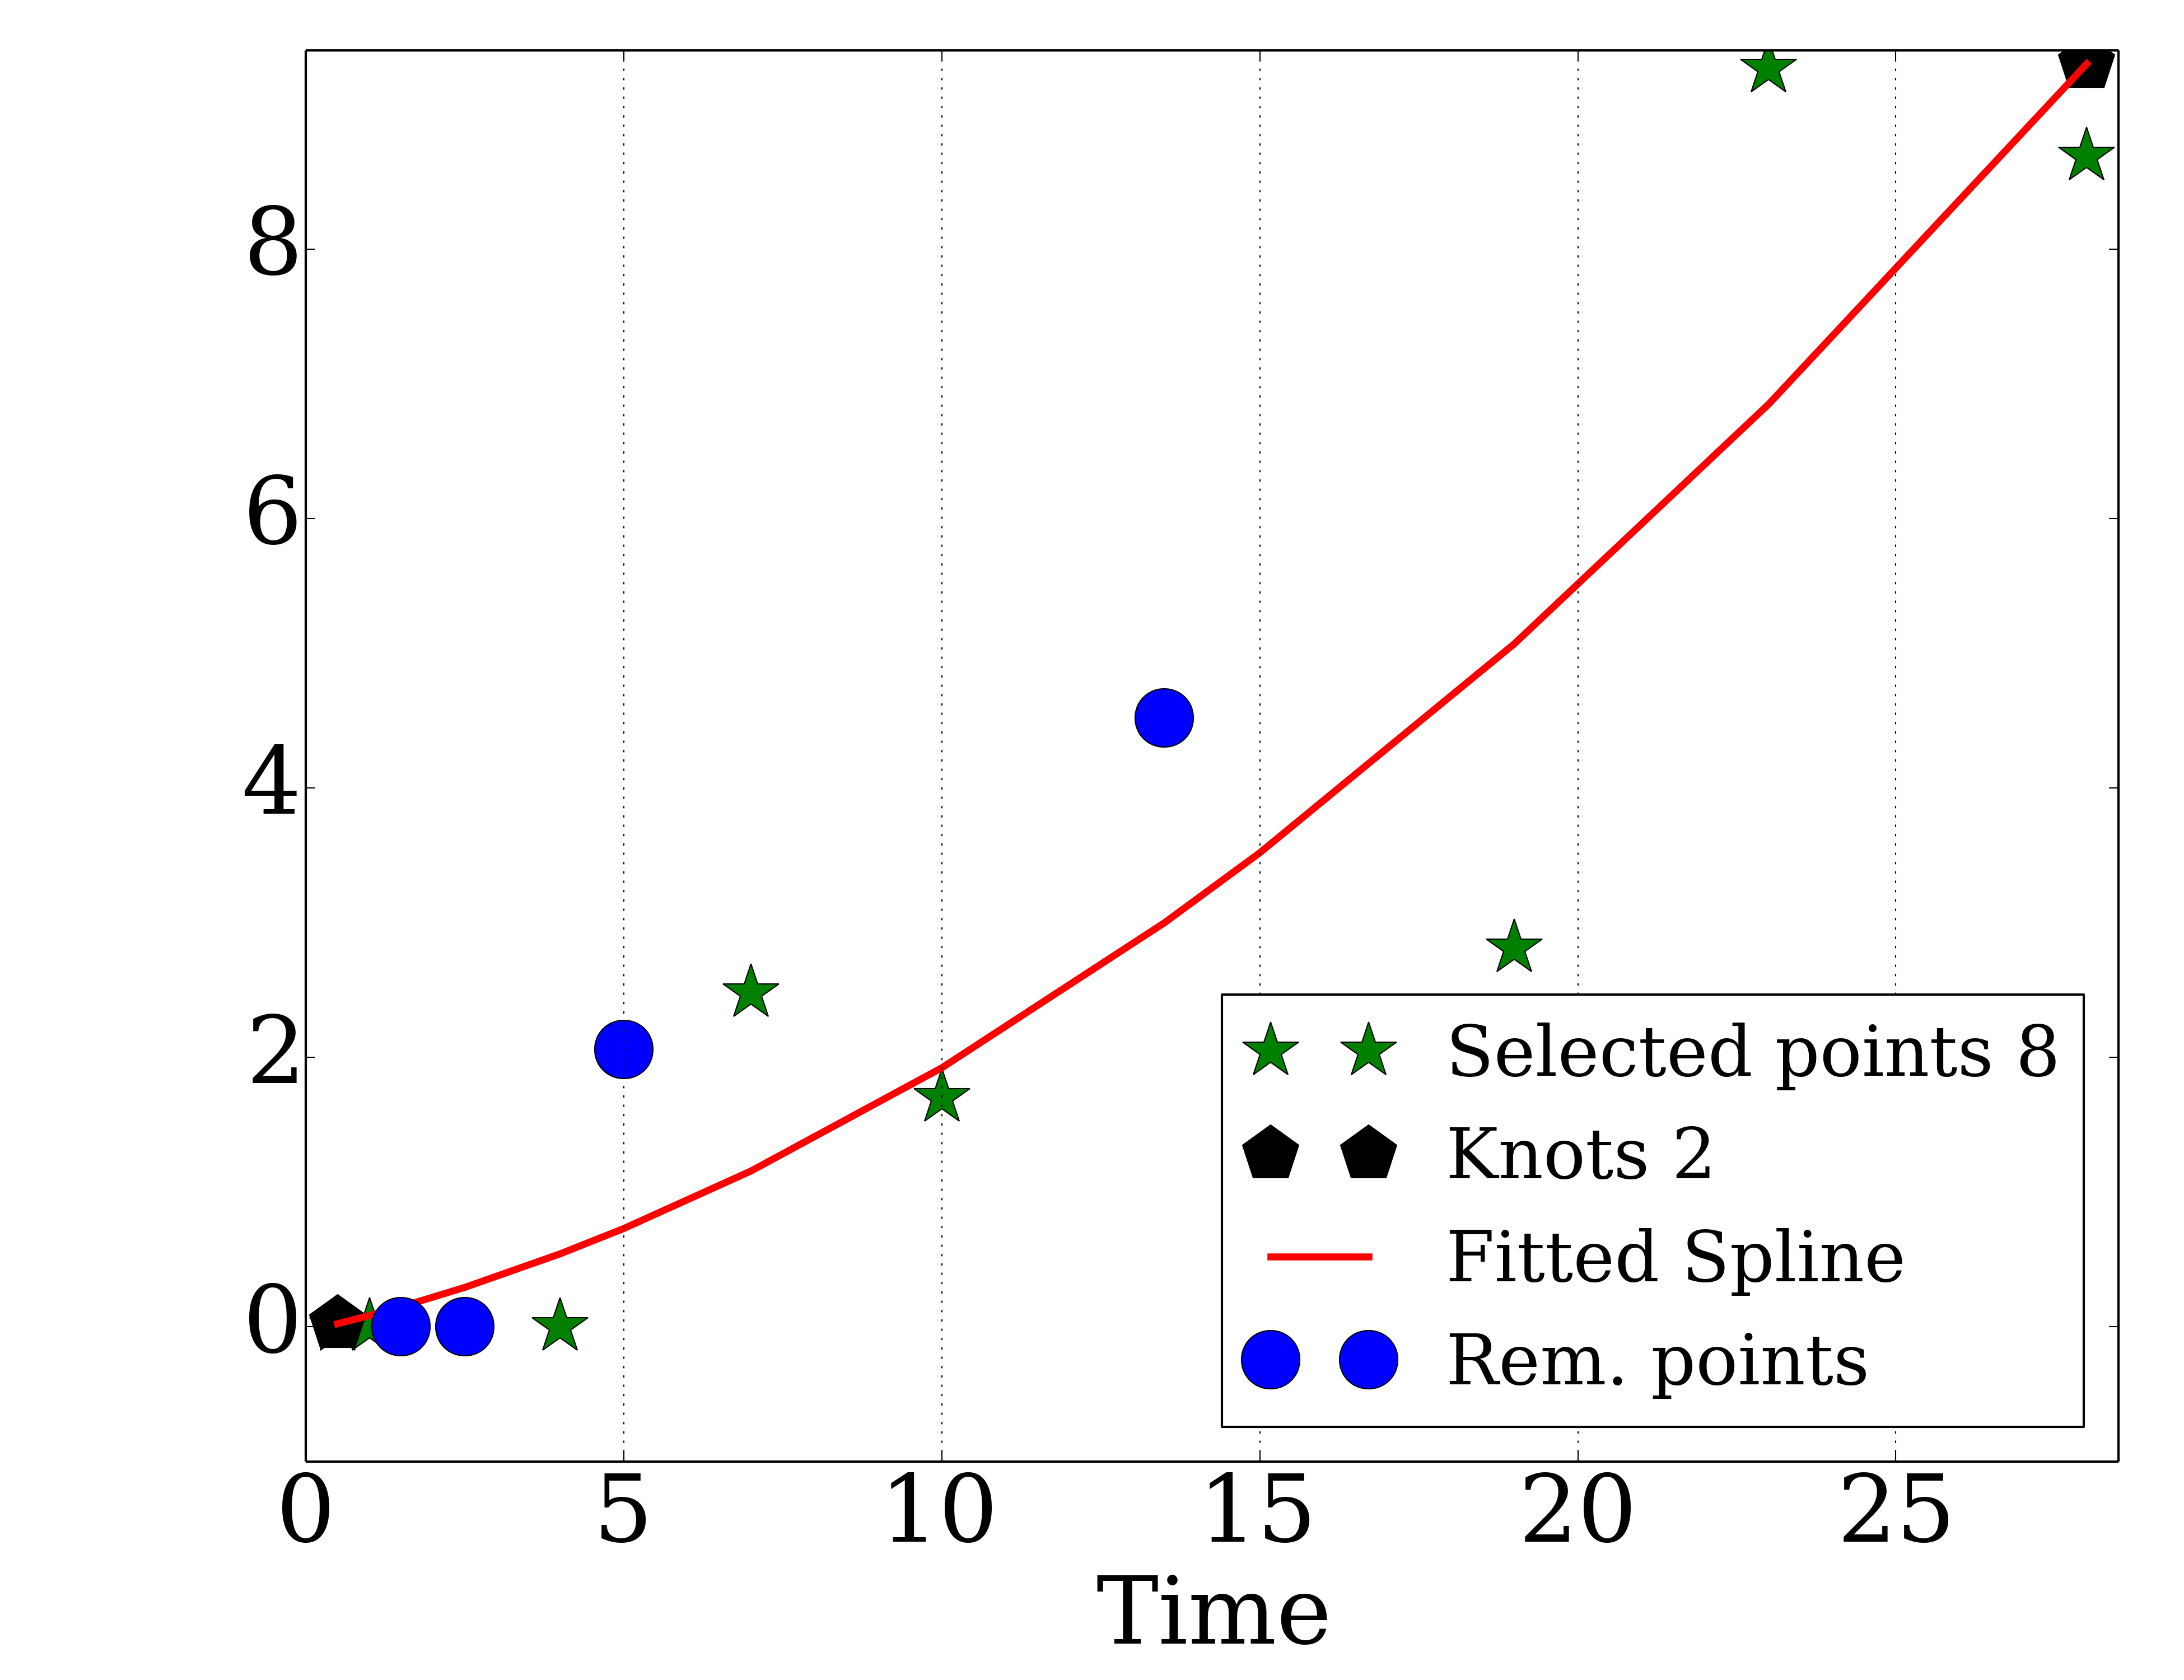 8
6
4
2
0
0 5 10 15 20 25
Time
Selected points 8
Knots 2
Fitted Spline
Rem. points